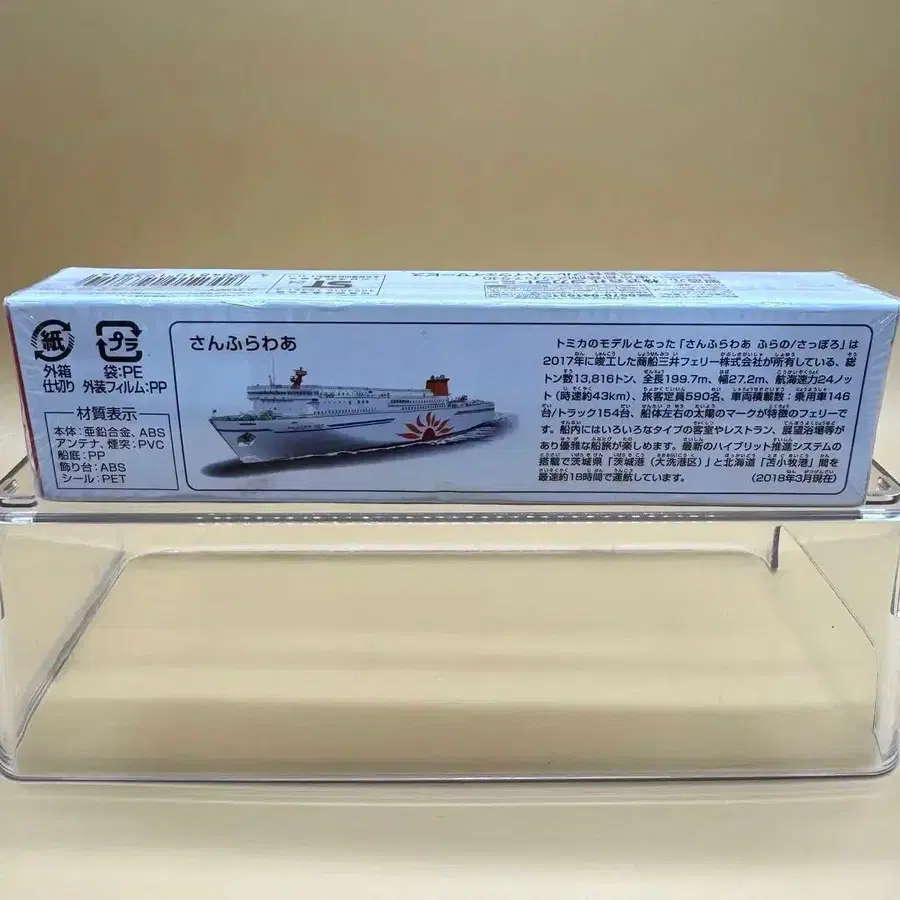 紙
プラ
外箱
仕切り
袋:PE
外装フィルム:PP
材質表示
本体:亜鉛合金、ABS
アンテナ、煙突:PVC
船底:PP
飾り台:ABS
シール:PET
さんふらわあ
トミカのモデルとなった「さんふらわあ ふらの/さっぽろ」は
2017年に竣工した商船三井フェリー株式会社が所有している、総
トン数13,816トン、全長199.7m、幅27.2m、航海速力24ノッ
ト(時速約43km)、旅客定員590名、車両積載数:乗用車146
台/トラック154台、船体左右の太陽のマークが特徴のフェリーで
す。船内にはいろいろなタイプの客室やレストラン、展望浴場等が
あり優雅な船旅が楽しめます。最新のハイブリット推進システムの
搭載で茨城県「茨城港(大洗港区)」と北海道「苫小牧港」間を
最速約18時間で運航しています。
(2018年3月現在)
ST